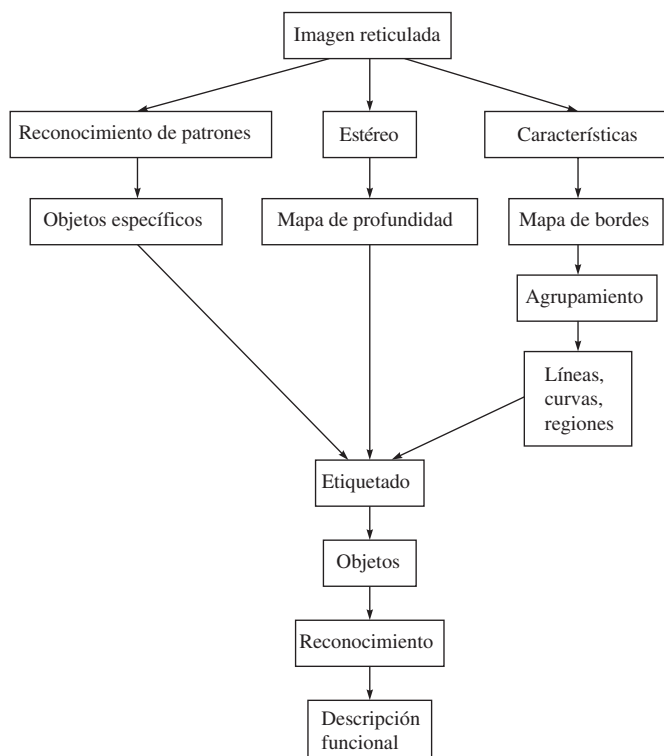 Imagen reticulada
Reconocimiento de patrones
Estéreo
Características
Objetos específicos
Mapa de profundidad
Mapa de bordes
Agrupamiento
Líneas,
curvas,
regiones
Etiquetado
Objetos
Reconocimiento
Descripción
funcional